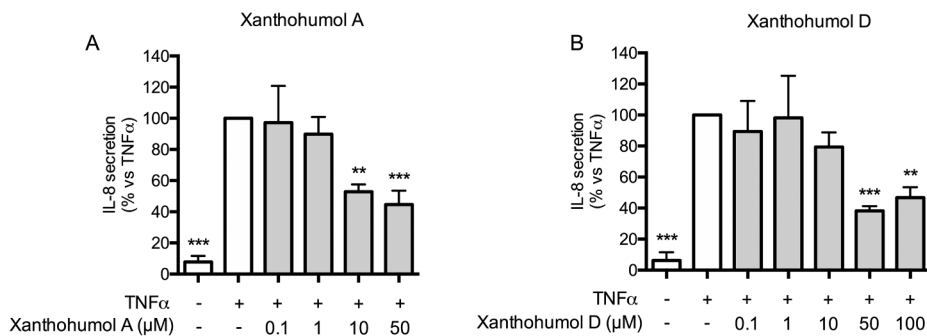 Xanthohumol A
A
IL-8 secretion
(% vs TNFα)
140
120
100
80
60
40
20
0
***
**
***
TNFα - + + + + +
Xanthohumol A (µM) - - 0.1 1 10 50
Xanthohumol D
B
IL-8 secretion
(% vs TNFα)
140
120
100
80
60
40
20
0
***
***
**
TNFα - + + + + + +
Xanthohumol D (µM) - - 0.1 1 10 50 100